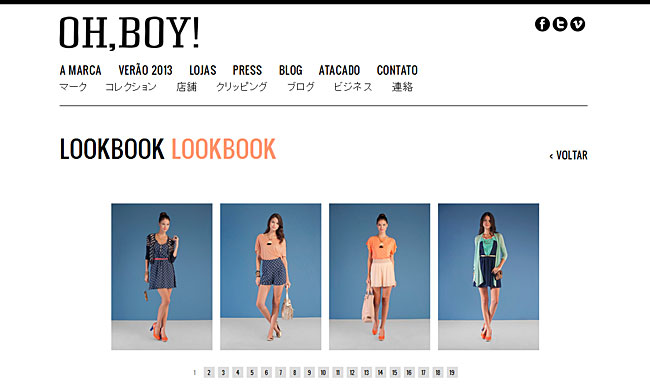 OH,BOY!
A MARCA VERÃO 2013 LOJAS PRESS BLOG ATACADO CONTATO
マーク コレクション 店舗 クリッピング ブログ ビジネス 連絡
LOOKBOOK LOOKBOOK
‹ VOLTAR
1 2 3 4 5 6 7 8 9 10 11 12 13 14 15 16 17 18 19